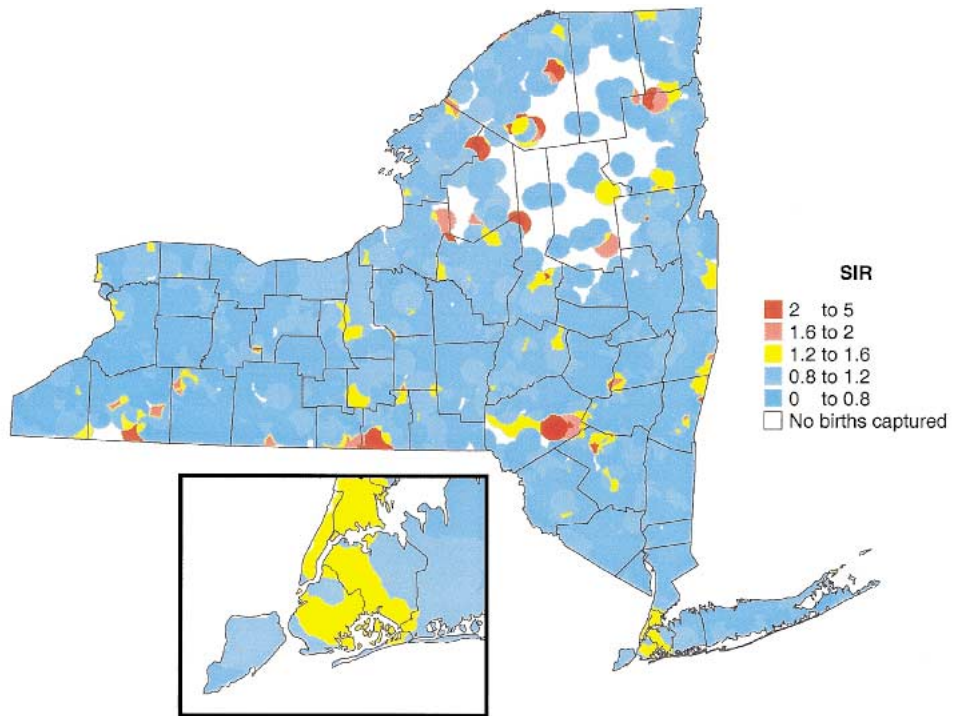 SIR
2 to 5
1.6 to 2
1.2 to 1.6
0.8 to 1.2
0 to 0.8
No births captured